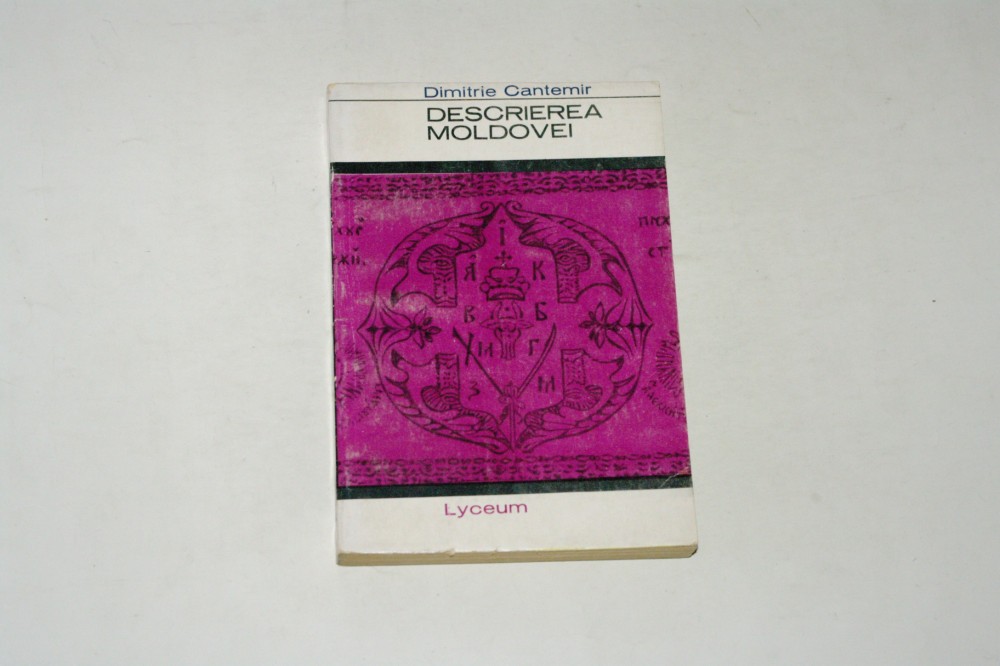 Dimitrie Cantemir
DESCRIEREA
MOLDOVEI
І
А К
В Б
Г
З М
Lyceum